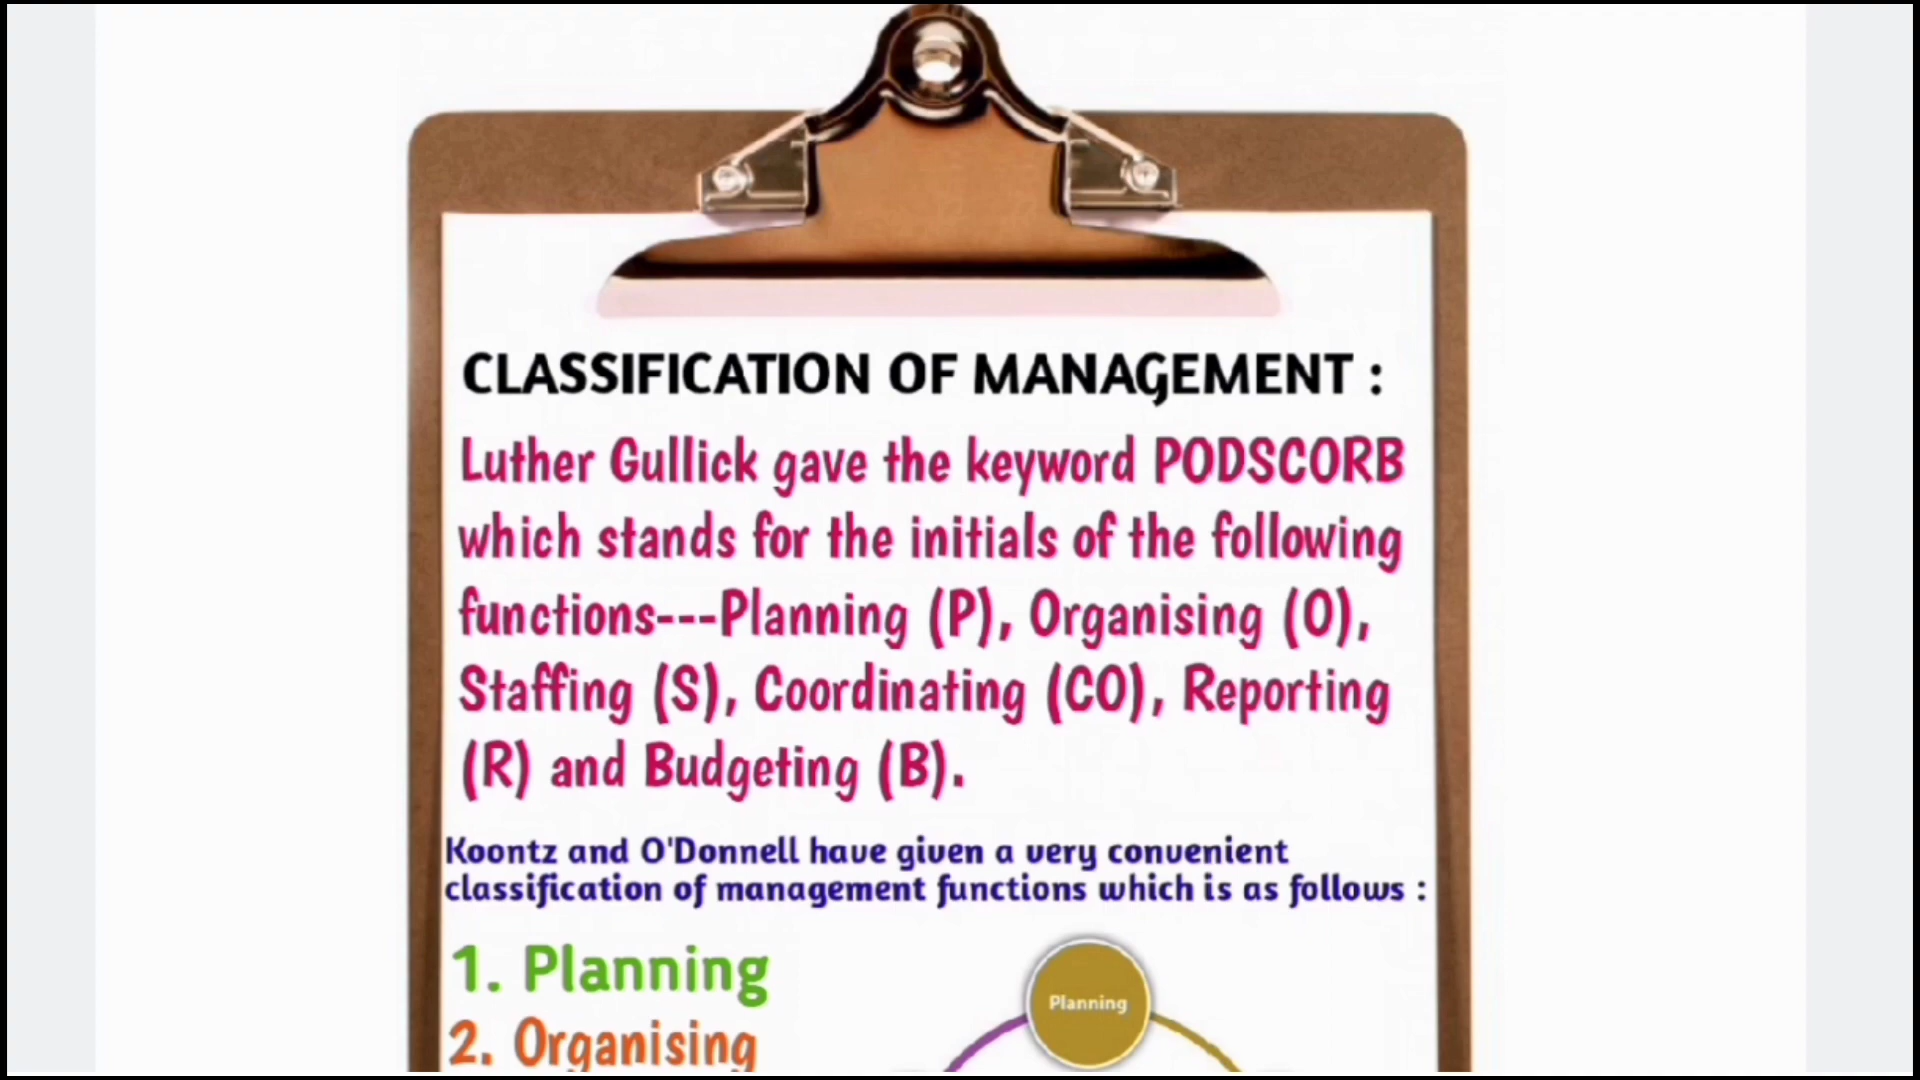 CLASSIFICATION OF MANAGEMENT :
Luther Gullick gave the keyword PODSCORB
which stands for the initials of the following
functions---Planning (P), Organising (O),
Staffing (S), Coordinating (CO), Reporting
(R) and Budgeting (B).
Koontz and O'Donnell have given a very convenient
classification of management functions which is as follows :
1. Planning
Planning
2. Organising